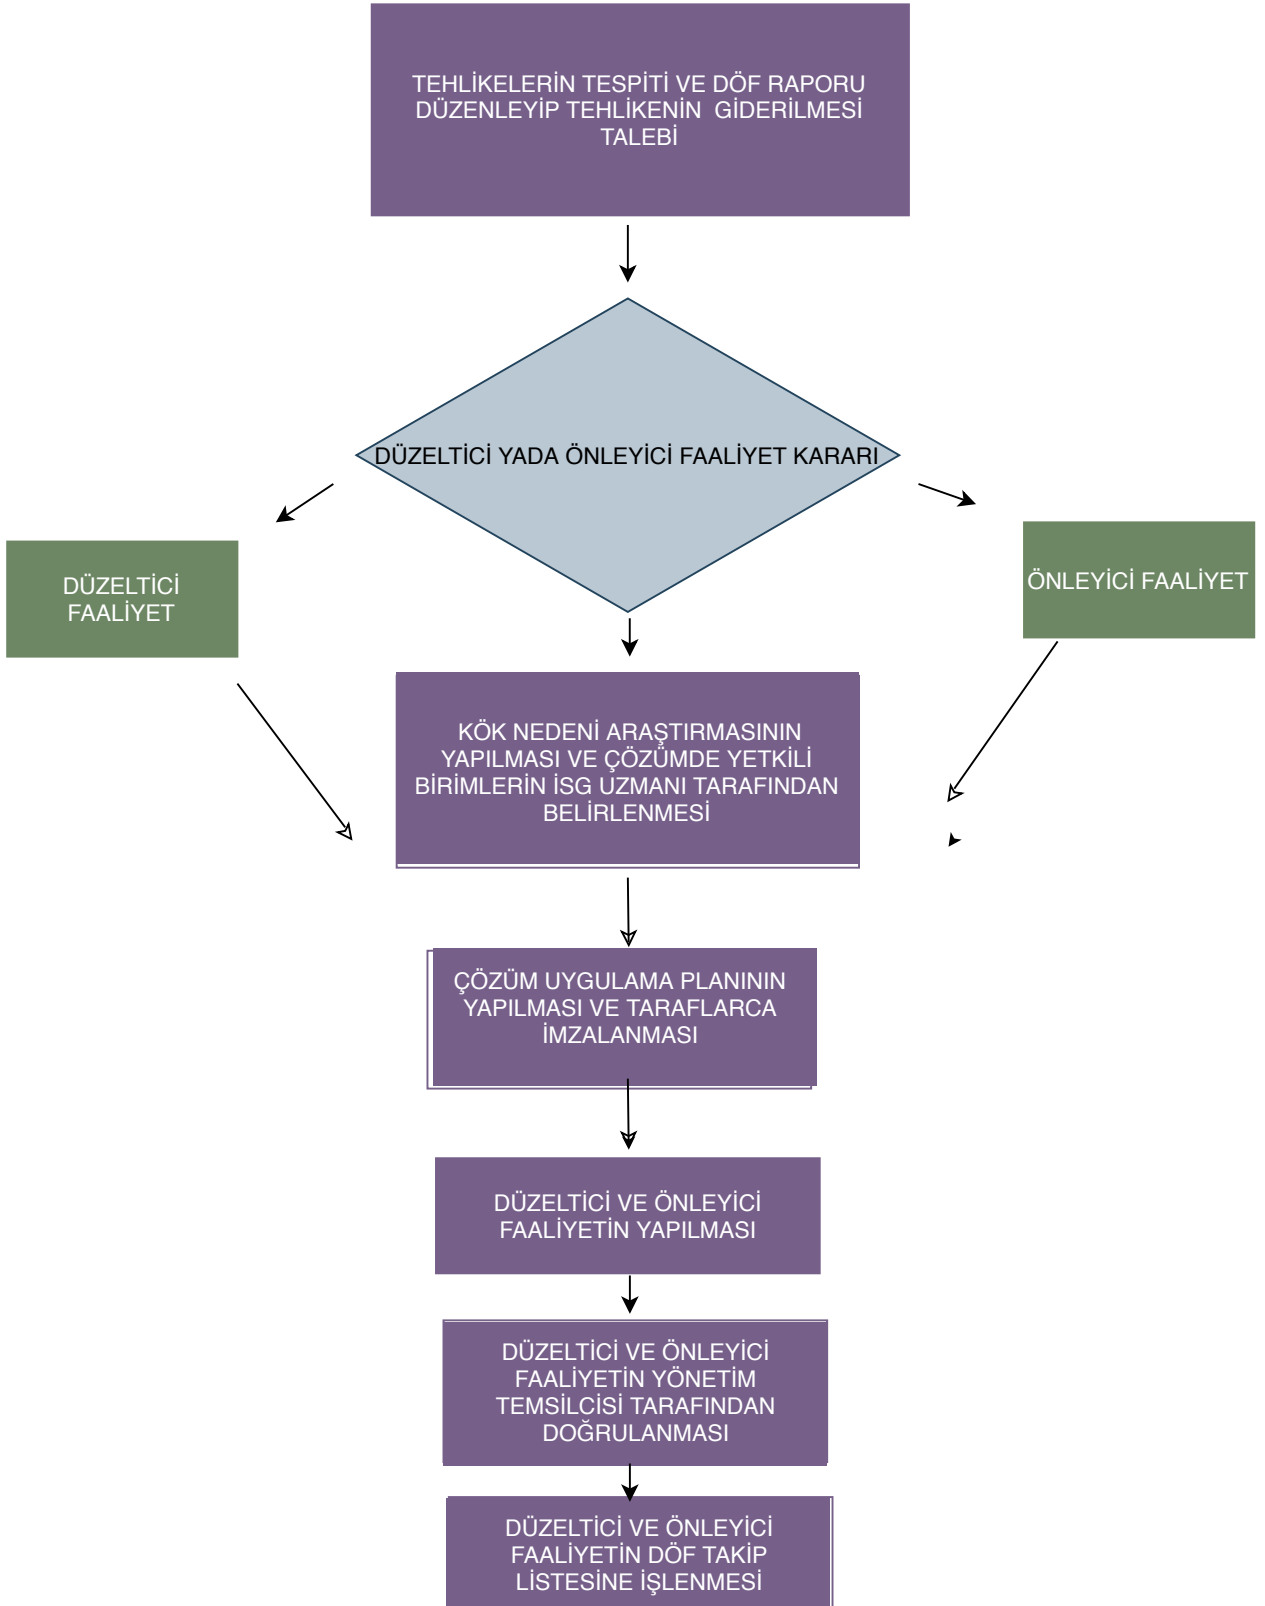 TEHLİKELERİN TESPİTİ VE DÖF RAPORU
DÜZENLEYİP TEHLİKENİN  GİDERİLMESİ
TALEBİ
DÜZELTİCİ YADA ÖNLEYİCİ FAALİYET KARARI
DÜZELTİCİ
FAALİYET
ÖNLEYİCİ FAALİYET
KÖK NEDENİ ARAŞTIRMASININ
YAPILMASI VE ÇÖZÜMDE YETKİLİ
BİRİMLERİN İSG UZMANI TARAFINDAN
BELİRLENMESİ
ÇÖZÜM UYGULAMA PLANININ
YAPILMASI VE TARAFLARCA
İMZALANMASI
DÜZELTİCİ VE ÖNLEYİCİ
FAALİYETİN YAPILMASI
DÜZELTİCİ VE ÖNLEYİCİ
FAALİYETİN YÖNETİM
TEMSİLCİSİ TARAFINDAN
DOĞRULANMASI
DÜZELTİCİ VE ÖNLEYİCİ
FAALİYETİN DÖF TAKİP
LİSTESİNE İŞLENMESİ